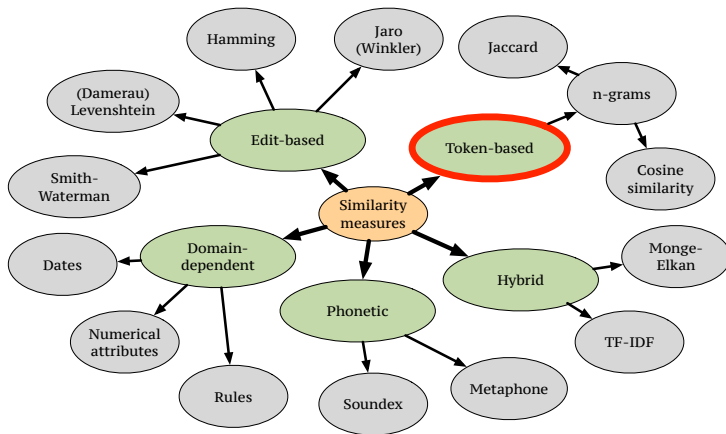 Hamming
Jaro
(Winkler)
Jaccard
(Damerau)
Levenshtein
n-grams
Edit-based
Token-based
Smith-
Waterman
Cosine
similarity
Similarity
measures
Domain-
dependent
Dates
Monge-
Elkan
Hybrid
Phonetic
Numerical
attributes
TF-IDF
Rules
Soundex
Metaphone